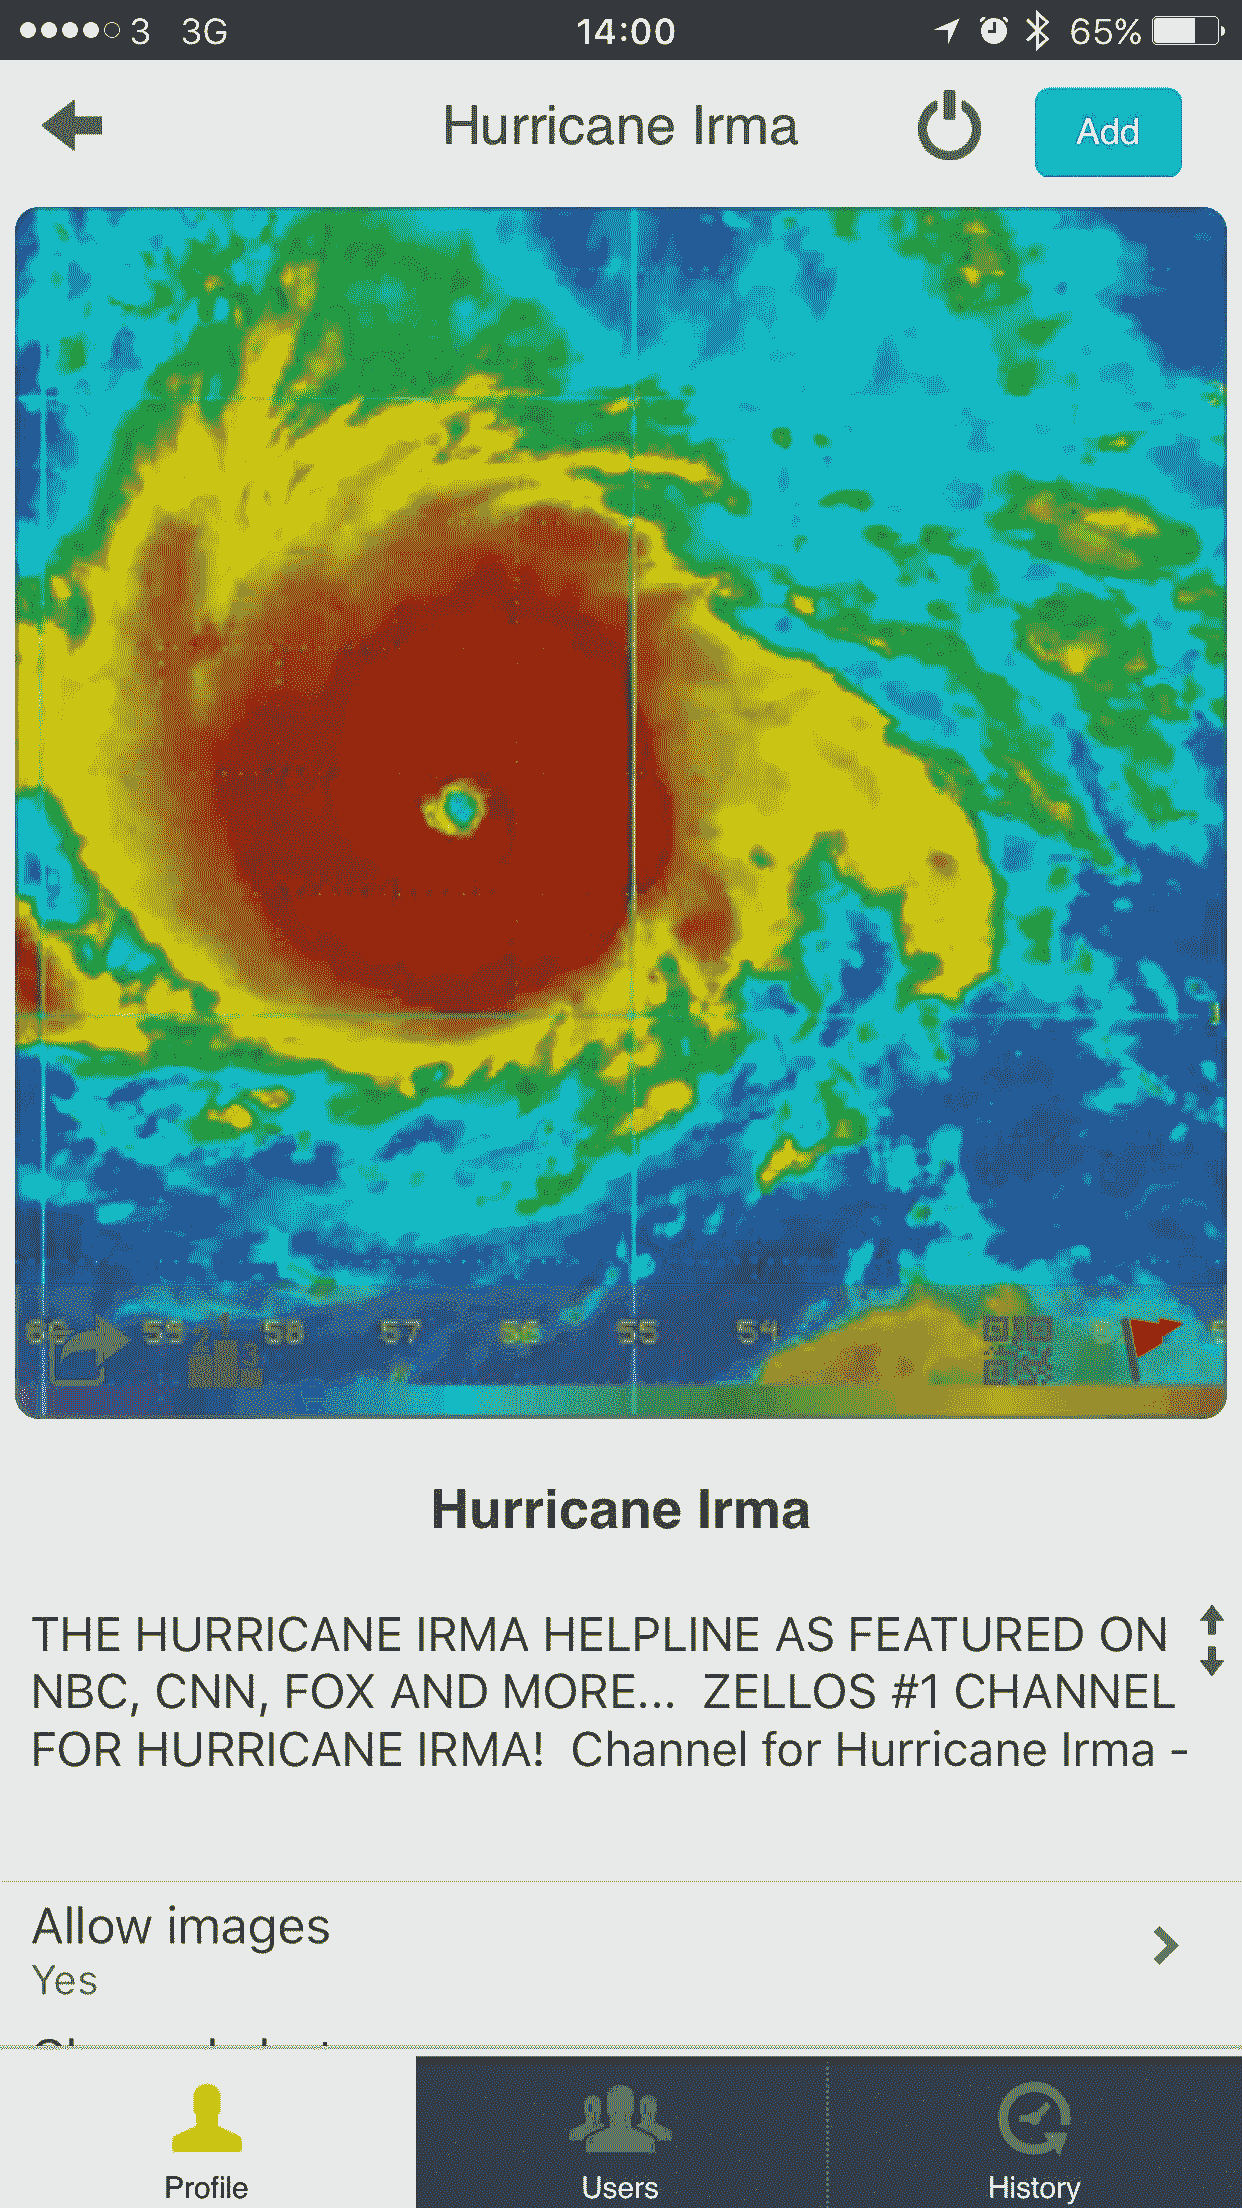 3 3G 14:00 65%
Hurricane Irma
Add
59 58 57 56 55 54
Hurricane Irma
THE HURRICANE IRMA HELPLINE AS FEATURED ON
NBC, CNN, FOX AND MORE... ZELLOS #1 CHANNEL
FOR HURRICANE IRMA! Channel for Hurricane Irma -
Allow images
Yes
Profile Users History